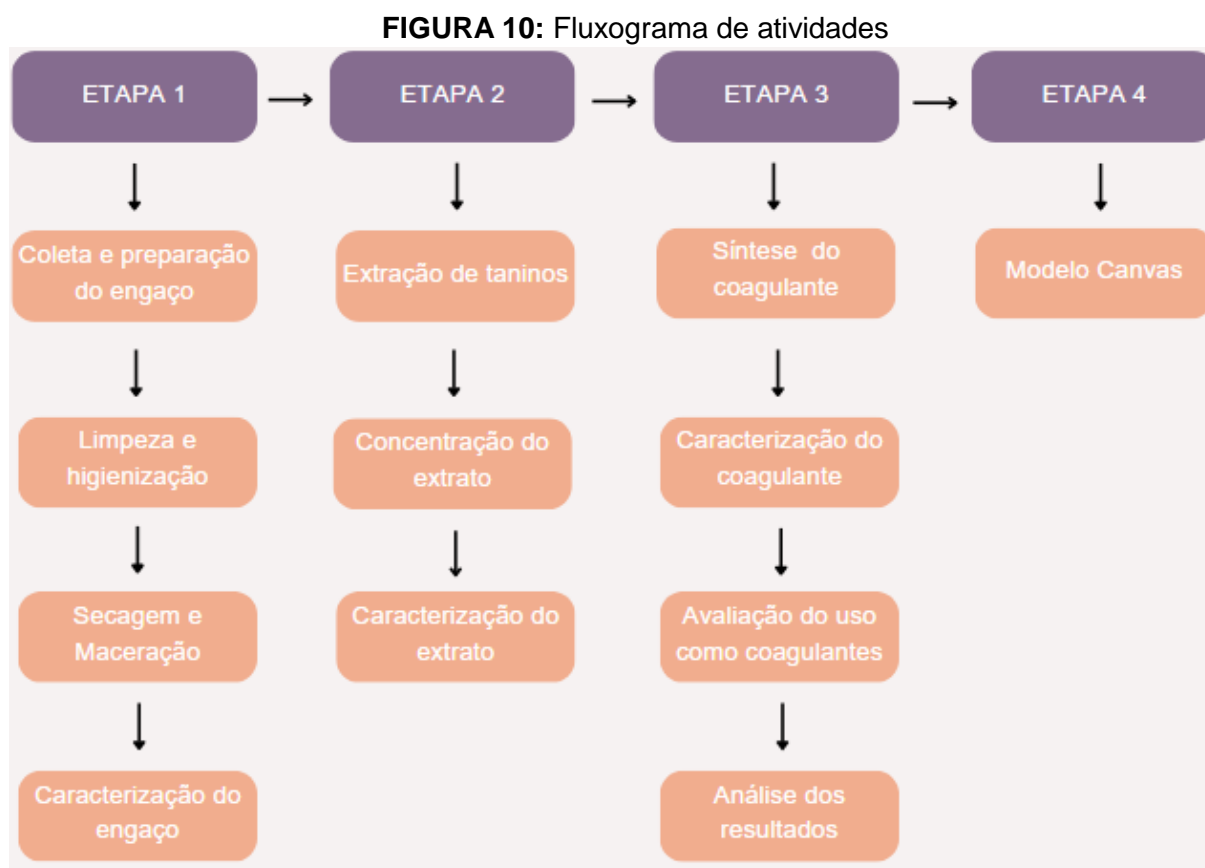 FIGURA 10: Fluxograma de atividades
ETAPA 1
ETAPA 2
ETAPA 3
ETAPA 4
Coleta e preparação
do engaço
Extração de taninos
Síntese do
coagulante
Modelo Canvas
Limpeza e
higienização
Concentração do
extrato
Caracterização do
coagulante
Secagem e
Maceração
Caracterização do
extrato
Avaliação do uso
como coagulantes
Caracterização do
engaço
Análise dos
resultados